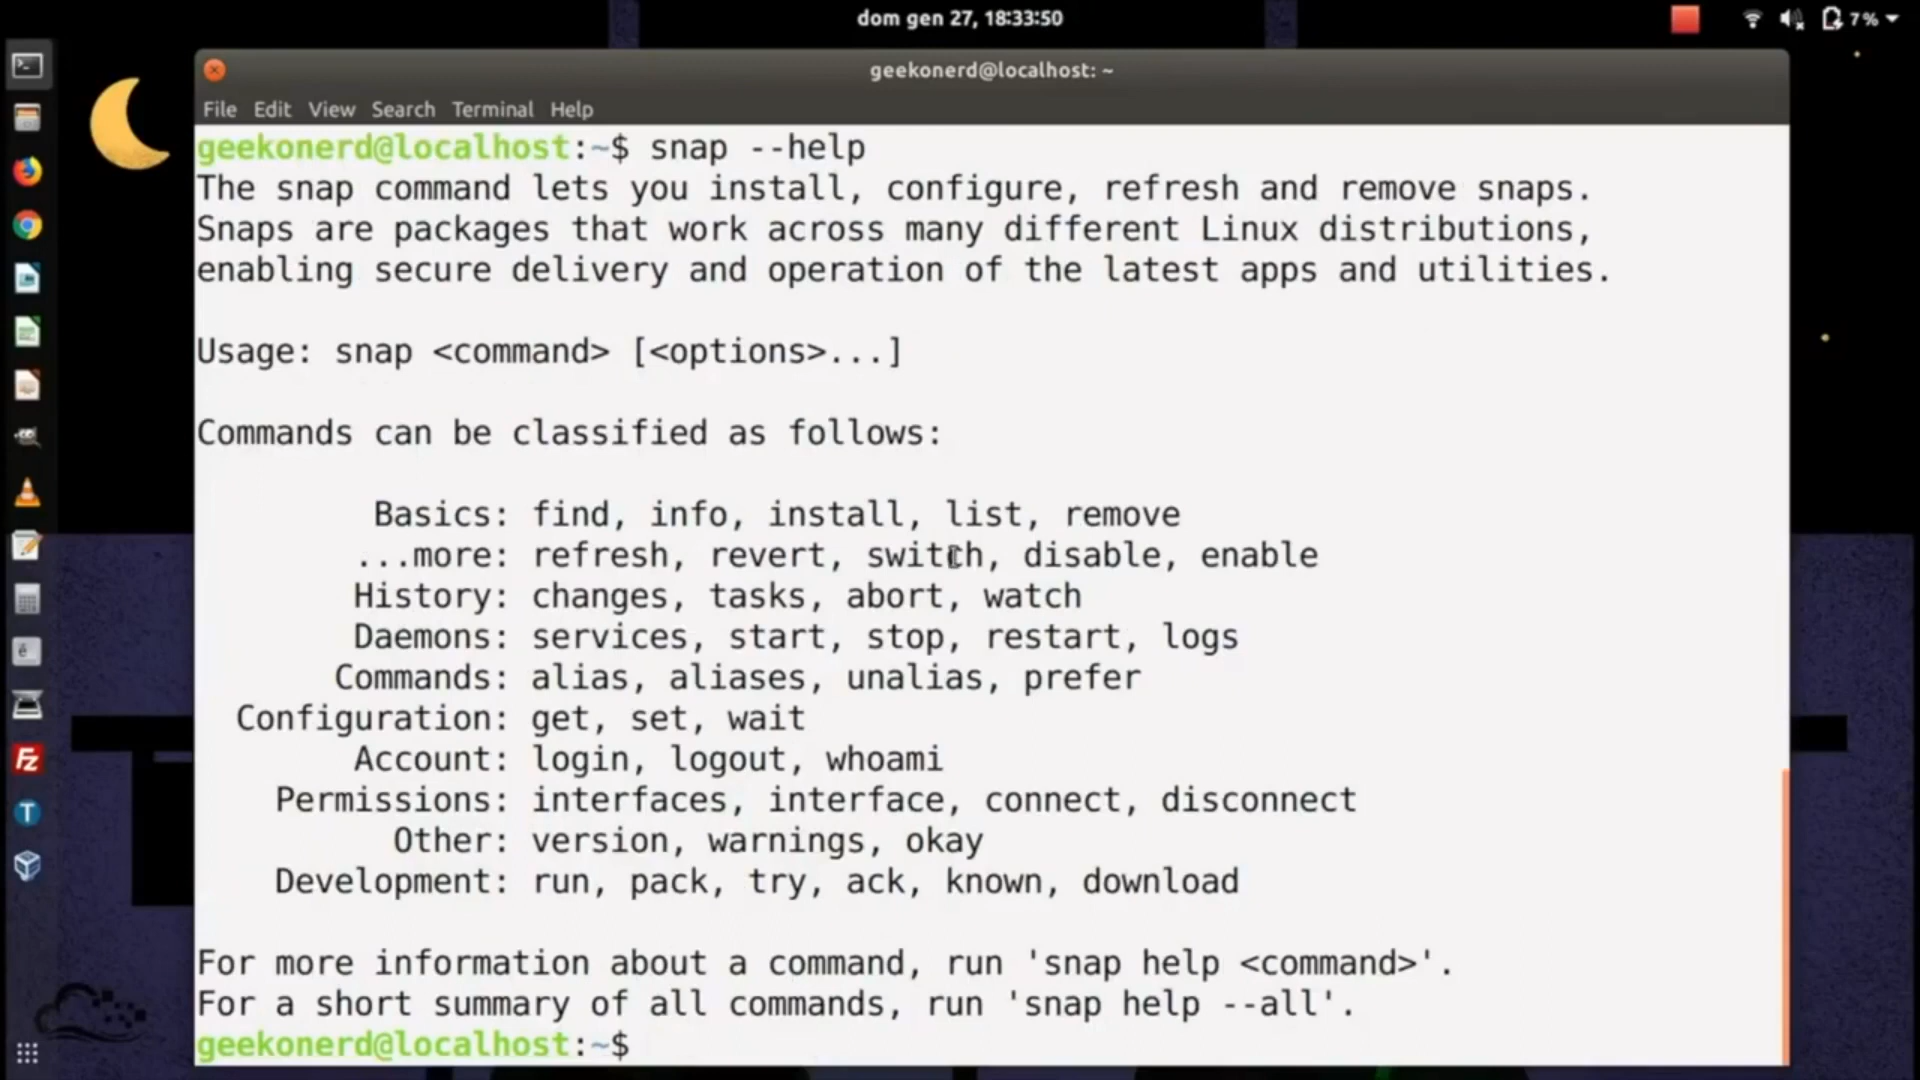 dom gen 27, 18:33:50
7%
geekonerd@localhost: ~
File Edit View Search Terminal Help
geekonerd@localhost:~$ snap --help
The snap command lets you install, configure, refresh and remove snaps.
Snaps are packages that work across many different Linux distributions,
enabling secure delivery and operation of the latest apps and utilities.
Usage: snap <command> [<options>...]
Commands can be classified as follows:
Basics: find, info, install, list, remove
...more: refresh, revert, switch, disable, enable
History: changes, tasks, abort, watch
Daemons: services, start, stop, restart, logs
Commands: alias, aliases, unalias, prefer
Configuration: get, set, wait
Account: login, logout, whoami
Permissions: interfaces, interface, connect, disconnect
Other: version, warnings, okay
Development: run, pack, try, ack, known, download
For more information about a command, run 'snap help <command>'.
For a short summary of all commands, run 'snap help --all'.
geekonerd@localhost:~$